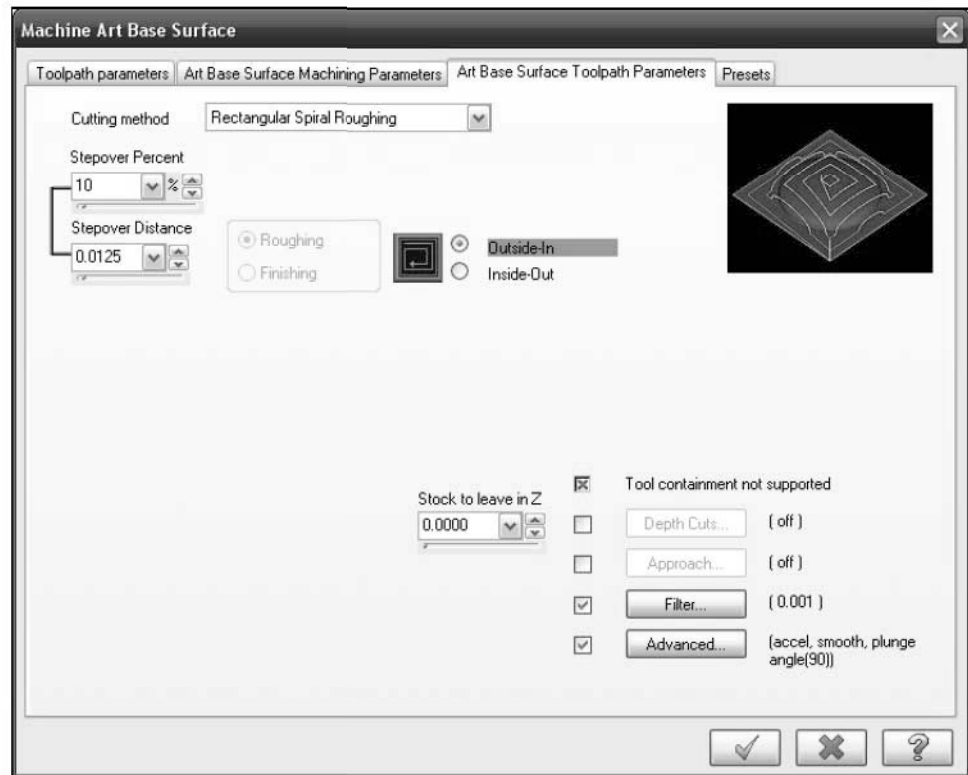 Machine Art Base Surface
Toolpath parameters Art Base Surface Machining Parameters Art Base Surface Toolpath Parameters Presets
Cutting method Rectangular Spiral Roughing
Stepover Percent
10 %
Stepover Distance
0.0125
Roughing
Finishing
Outside-In
Inside-Out
Tool containment not supported
Stock to leave in Z
0.0000
Depth Cuts... ( off )
Approach... ( off )
Filter... ( 0.001 )
Advanced... (accel, smooth, plunge
angle(90))